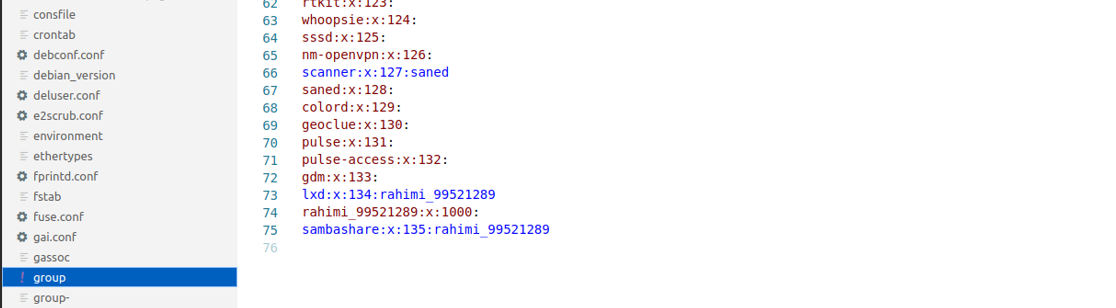 consfile
crontab
debconf.conf
debian_version
deluser.conf
e2scrub.conf
environment
ethertypes
fprintd.conf
fstab
fuse.conf
gai.conf
gassoc
! group
group-
62 rtkit:x:123:
63 whoopsie:x:124:
64 sssd:x:125:
65 nm-openvpn:x:126:
66 scanner:x:127:saned
67 saned:x:128:
68 colord:x:129:
69 geoclue:x:130:
70 pulse:x:131:
71 pulse-access:x:132:
72 gdm:x:133:
73 lxd:x:134:rahimi_99521289
74 rahimi_99521289:x:1000:
75 sambashare:x:135:rahimi_99521289
76